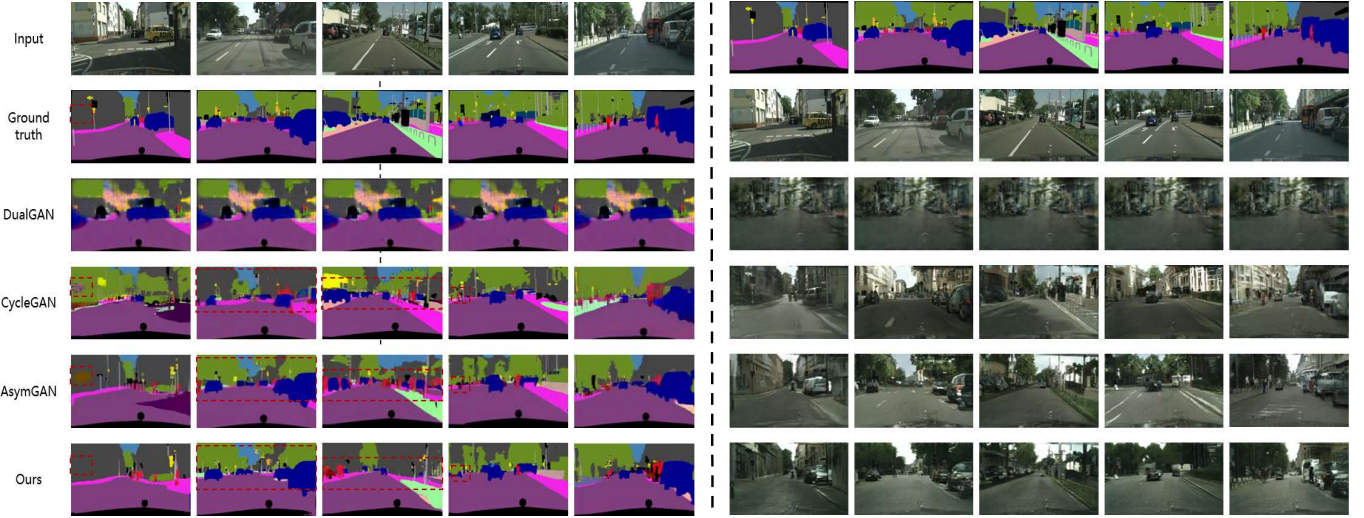 Input
Ground
truth
DualGAN
CycleGAN
AsymGAN
Ours